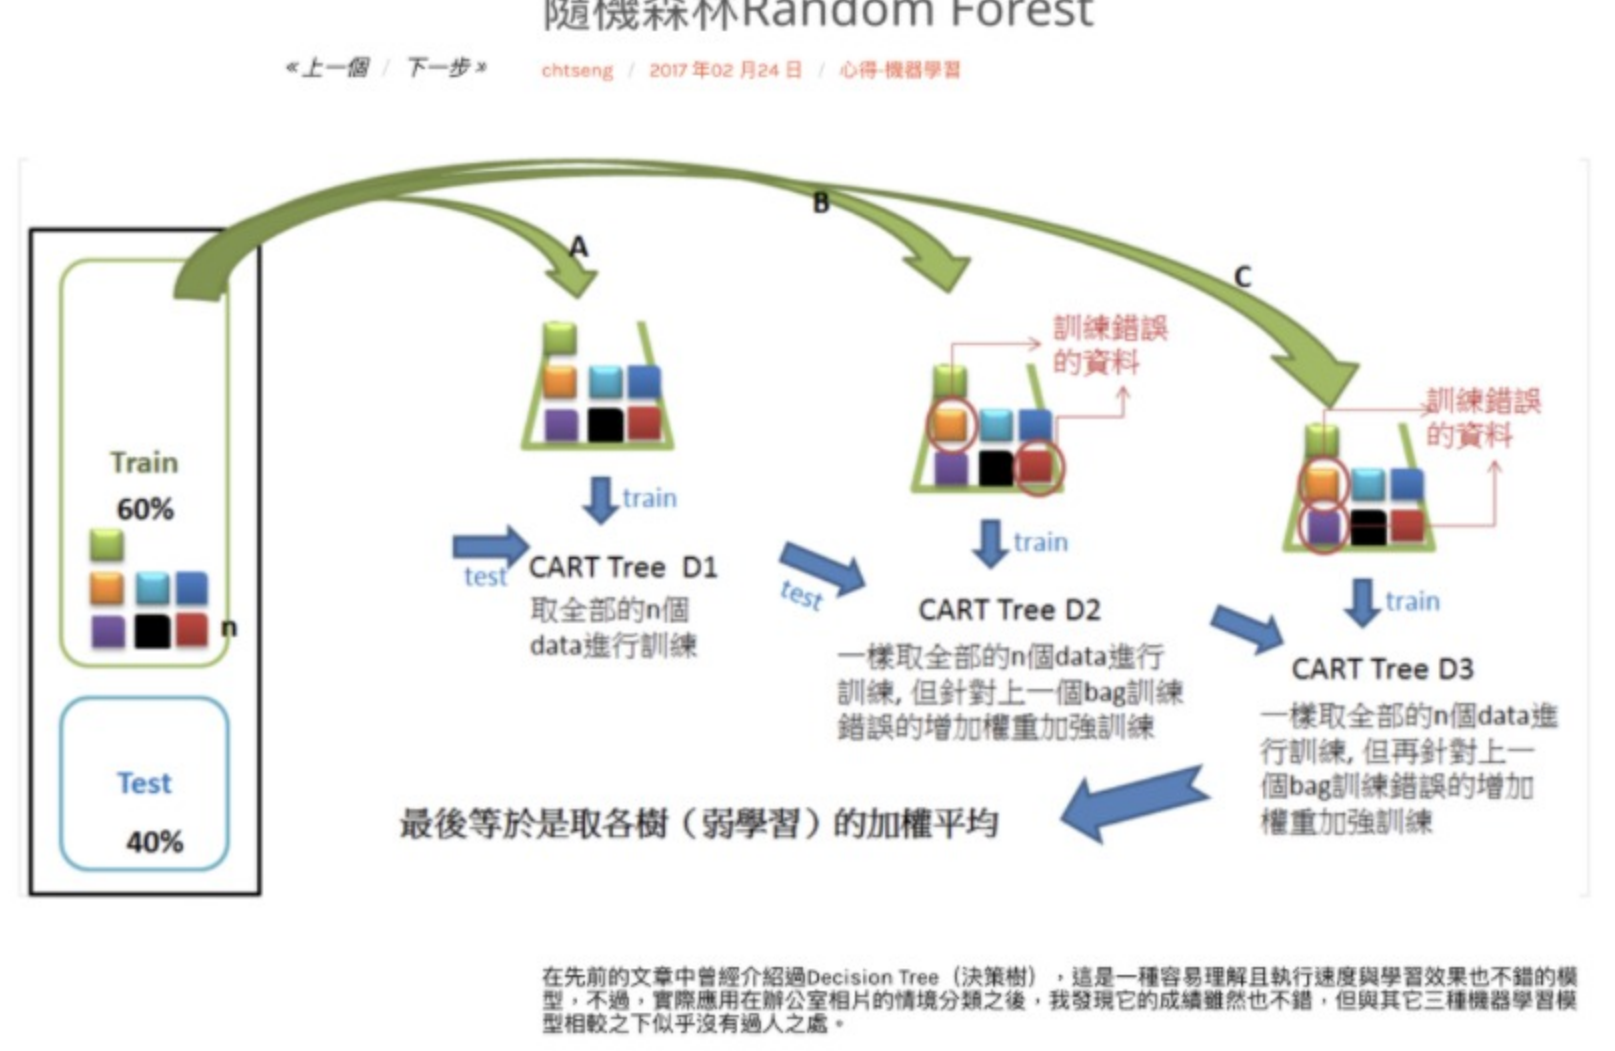 隨機森林Random Forest
«上一個 / 下一步»
chtseng / 2017 年02 月24 日 / 心得-機器學習
A
B
C
Train
60%
n
Test
40%
train
test
CART Tree D1
取全部的n個
data進行訓練
訓練錯誤
的資料
train
test
CART Tree D2
一樣取全部的n個data進行
訓練, 但針對上一個bag訓練
錯誤的增加權重加強訓練
訓練錯誤
的資料
train
CART Tree D3
一樣取全部的n個data進
行訓練, 但再針對上一
個bag訓練錯誤的增加
權重加強訓練
最後等於是取各樹（弱學習）的加權平均
在先前的文章中曾經介紹過Decision Tree（決策樹），這是一種容易理解且執行速度與學習效果也不錯的模
型，不過，實際應用在辦公室相片的情境分類之後，我發現它的成績雖然也不錯，但與其它三種機器學習模
型相較之下似乎沒有過人之處。